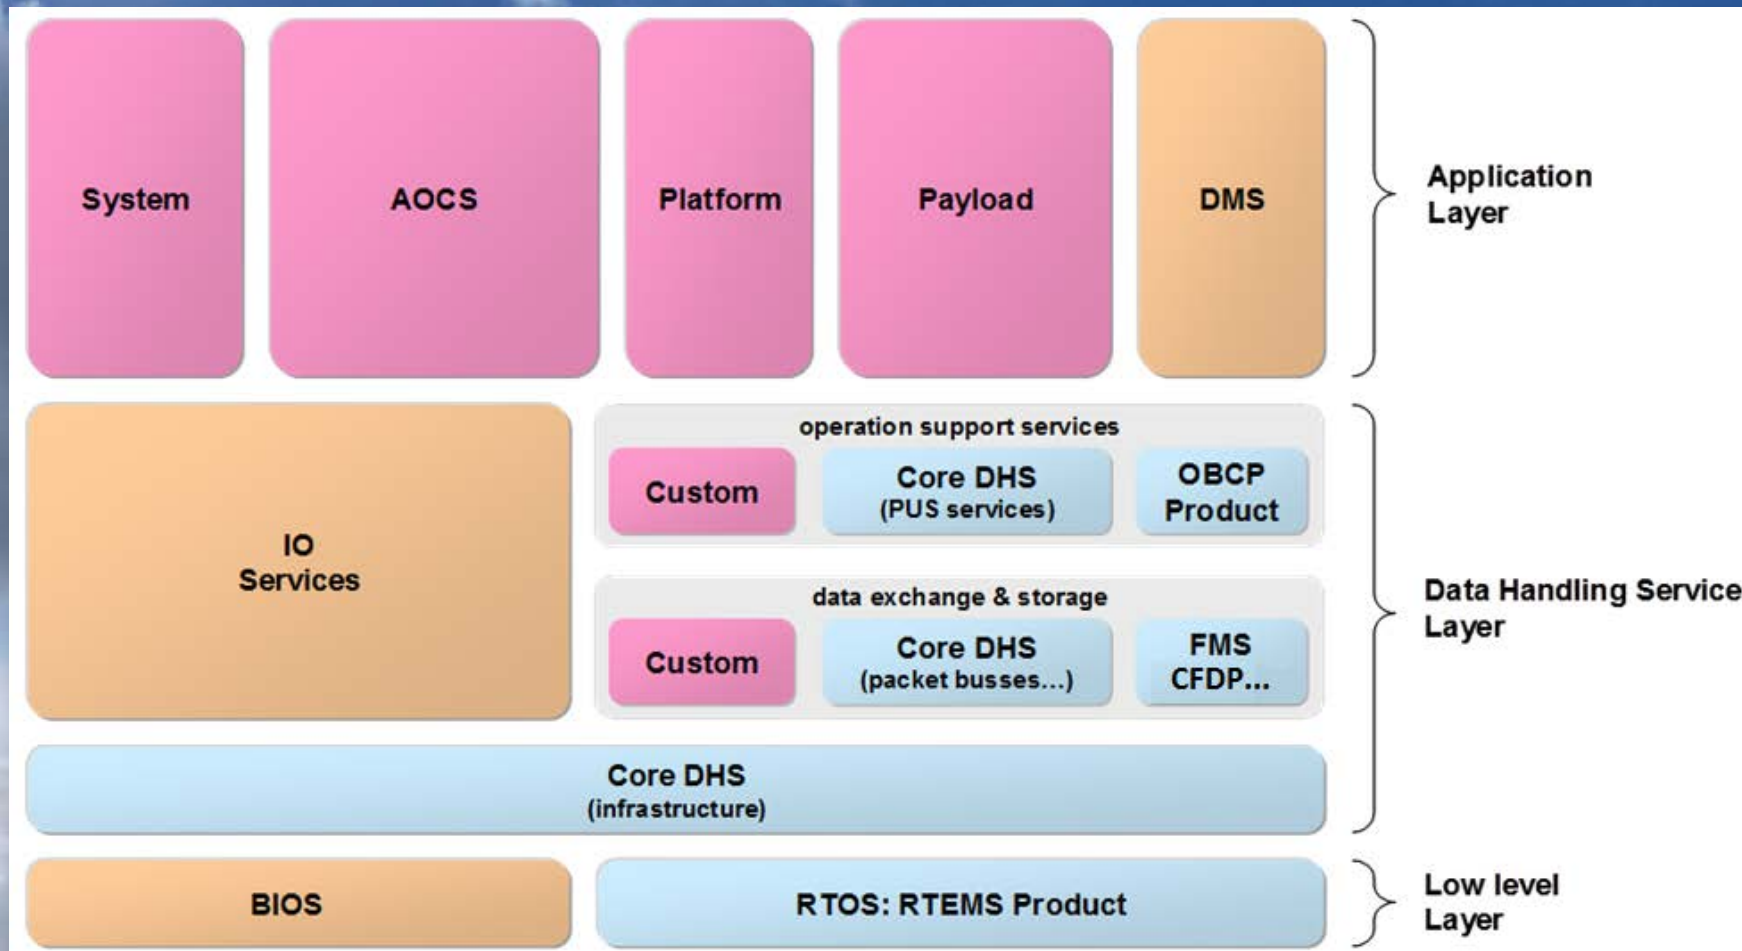 System
AOCS
Platform
Payload
DMS
Application
Layer
IO
Services
operation support services
Custom
Core DHS
(PUS services)
OBCP
Product
data exchange & storage
Custom
Core DHS
(packet busses...)
FMS
CFDP...
Data Handling Service
Layer
Core DHS
(infrastructure)
BIOS
RTOS: RTEMS Product
Low level
Layer